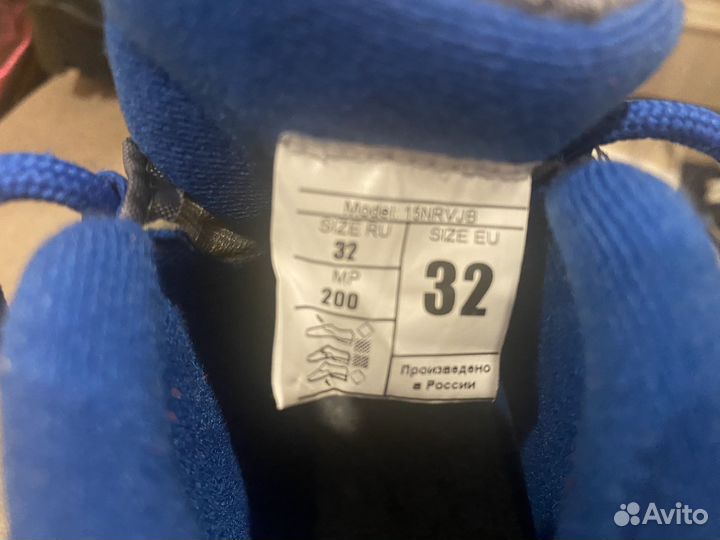 Model: 15NRVJB
SIZE RU
32
MP
200
SIZE EU
32
Произведено
в России
Avito